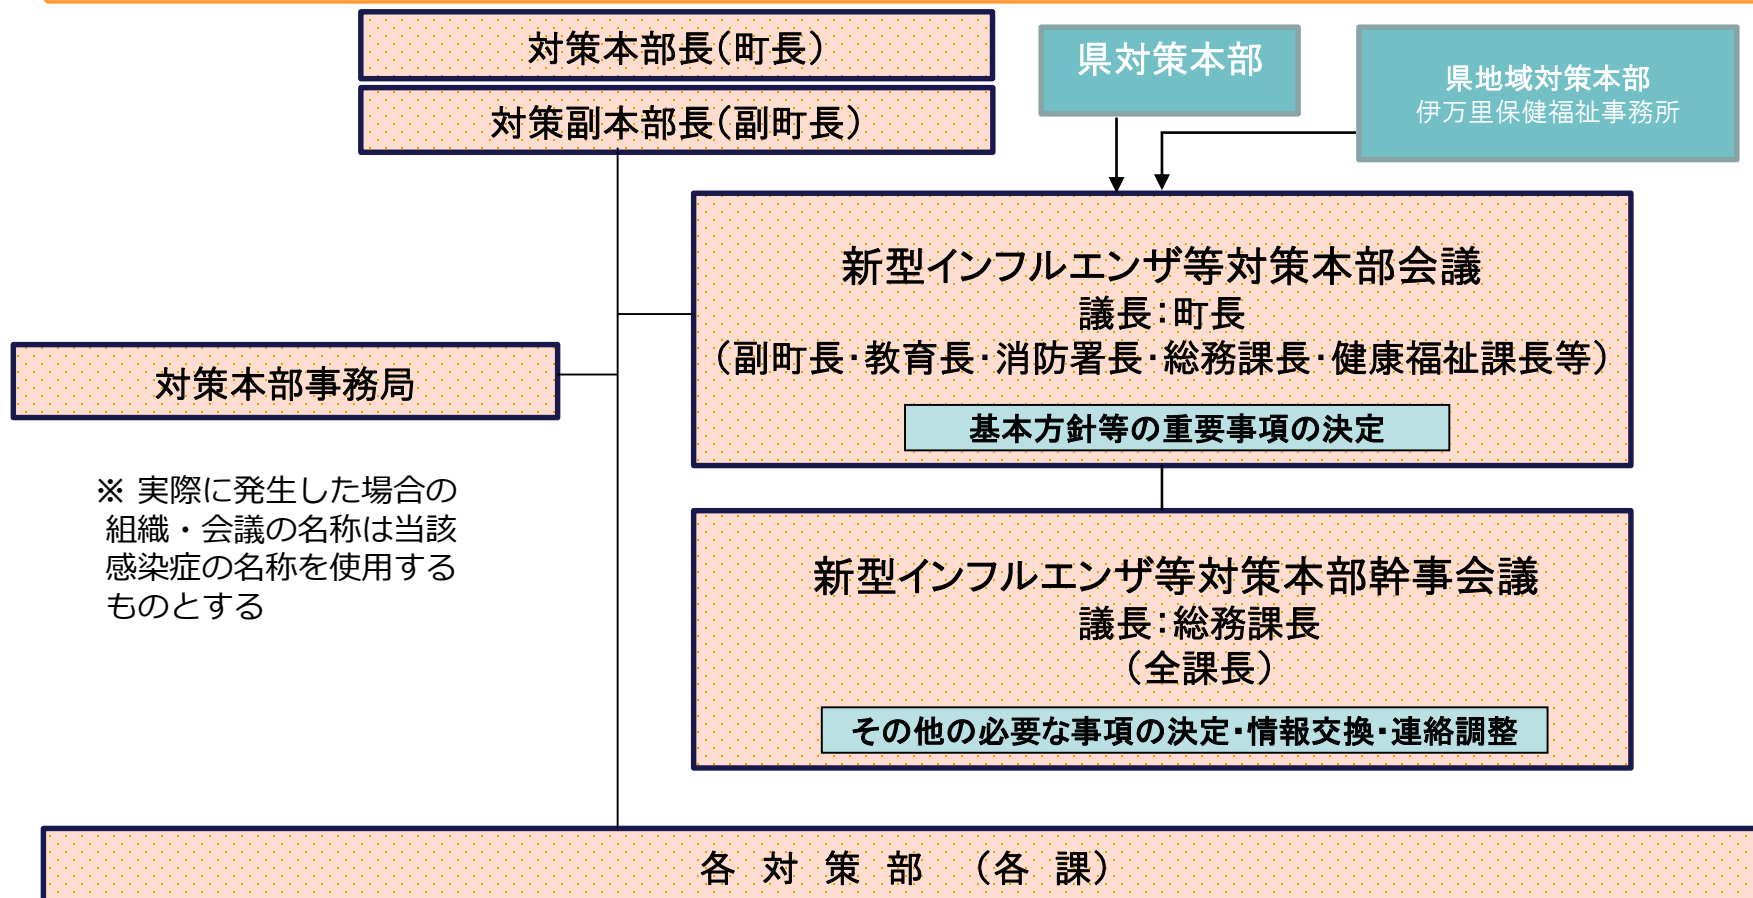 対策本部長（町長）
対策副本部長（副町長）
県対策本部
県地域対策本部
伊万里保健福祉事務所
新型インフルエンザ等対策本部会議
議長：町長
（副町長・教育長・消防署長・総務課長・健康福祉課長等）
基本方針等の重要事項の決定
対策本部事務局
※ 実際に発生した場合の
組織・会議の名称は当該
感染症の名称を使用する
ものとする
新型インフルエンザ等対策本部幹事会議
議長：総務課長
（全課長）
その他の必要な事項の決定・情報交換・連絡調整
各 対 策 部 （各 課）